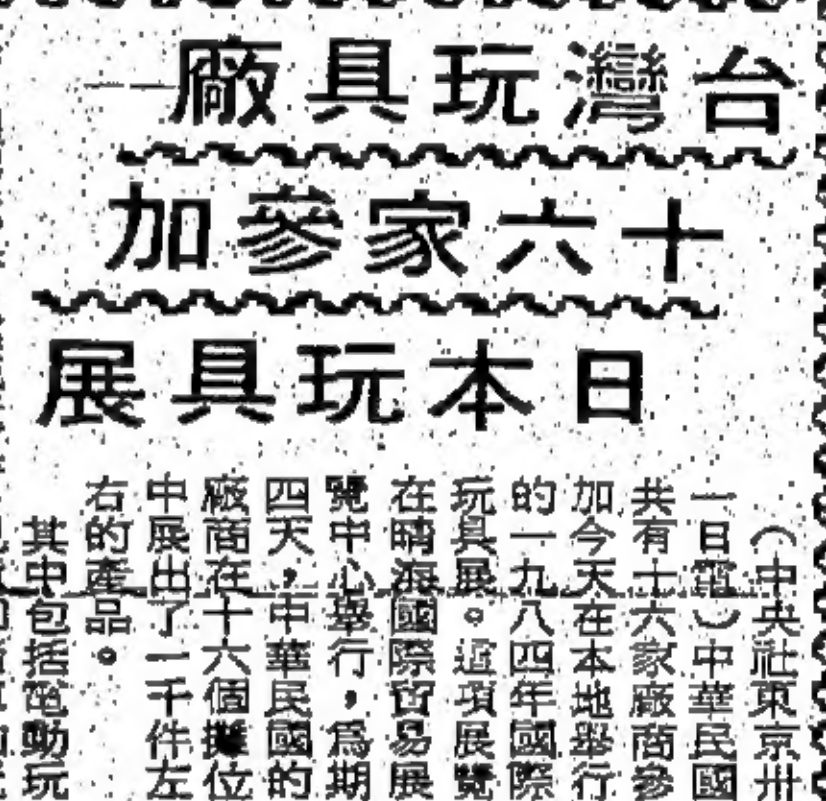 台灣玩具廠—
十六家參加
日本玩具展
（中央社東京卅
一日電）中華民國
共有十六家廠商參
加今天在本地舉行
的一九八四年國際
玩具展。這項展覽
在晴海國際貿易展
覽中心舉行，爲期
四天，中華民國的
廠商在十六個攤位
中展出了一千件左
右的產品。
其中包括電動玩